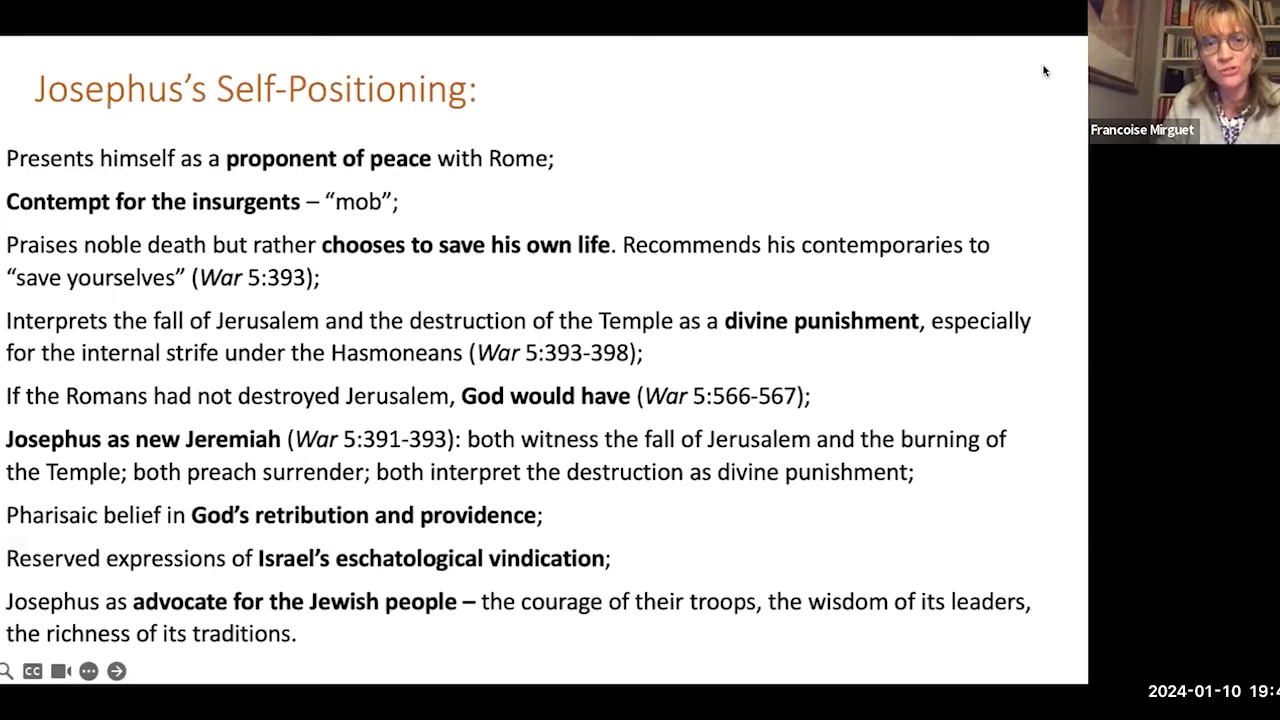 Josephus's Self-Positioning:
Presents himself as a proponent of peace with Rome;
Contempt for the insurgents – “mob”;
Praises noble death but rather chooses to save his own life. Recommends his contemporaries to
“save yourselves” (War 5:393);
Interprets the fall of Jerusalem and the destruction of the Temple as a divine punishment, especially
for the internal strife under the Hasmoneans (War 5:393-398);
If the Romans had not destroyed Jerusalem, God would have (War 5:566-567);
Josephus as new Jeremiah (War 5:391-393): both witness the fall of Jerusalem and the burning of
the Temple; both preach surrender; both interpret the destruction as divine punishment;
Pharisaic belief in God’s retribution and providence;
Reserved expressions of Israel’s eschatological vindication;
Josephus as advocate for the Jewish people – the courage of their troops, the wisdom of its leaders,
the richness of its traditions.
CC
Francoise Mirguet
2024-01-10 19:4